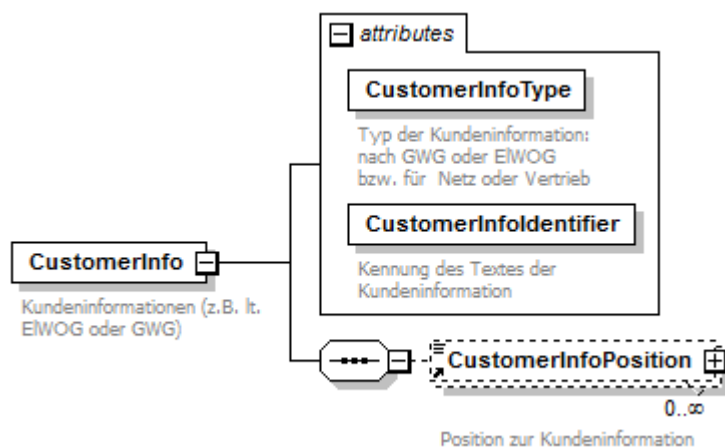 attributes
CustomerInfoType
Typ der Kundeninformation:
nach GWG oder ElWOG
bzw. für Netz oder Vertrieb
CustomerInfoIdentifier
Kennung des Textes der
Kundeninformation
CustomerInfo
Kundeninformationen (z.B. lt.
ElWOG oder GWG)
CustomerInfoPosition
0..∞
Position zur Kundeninformation